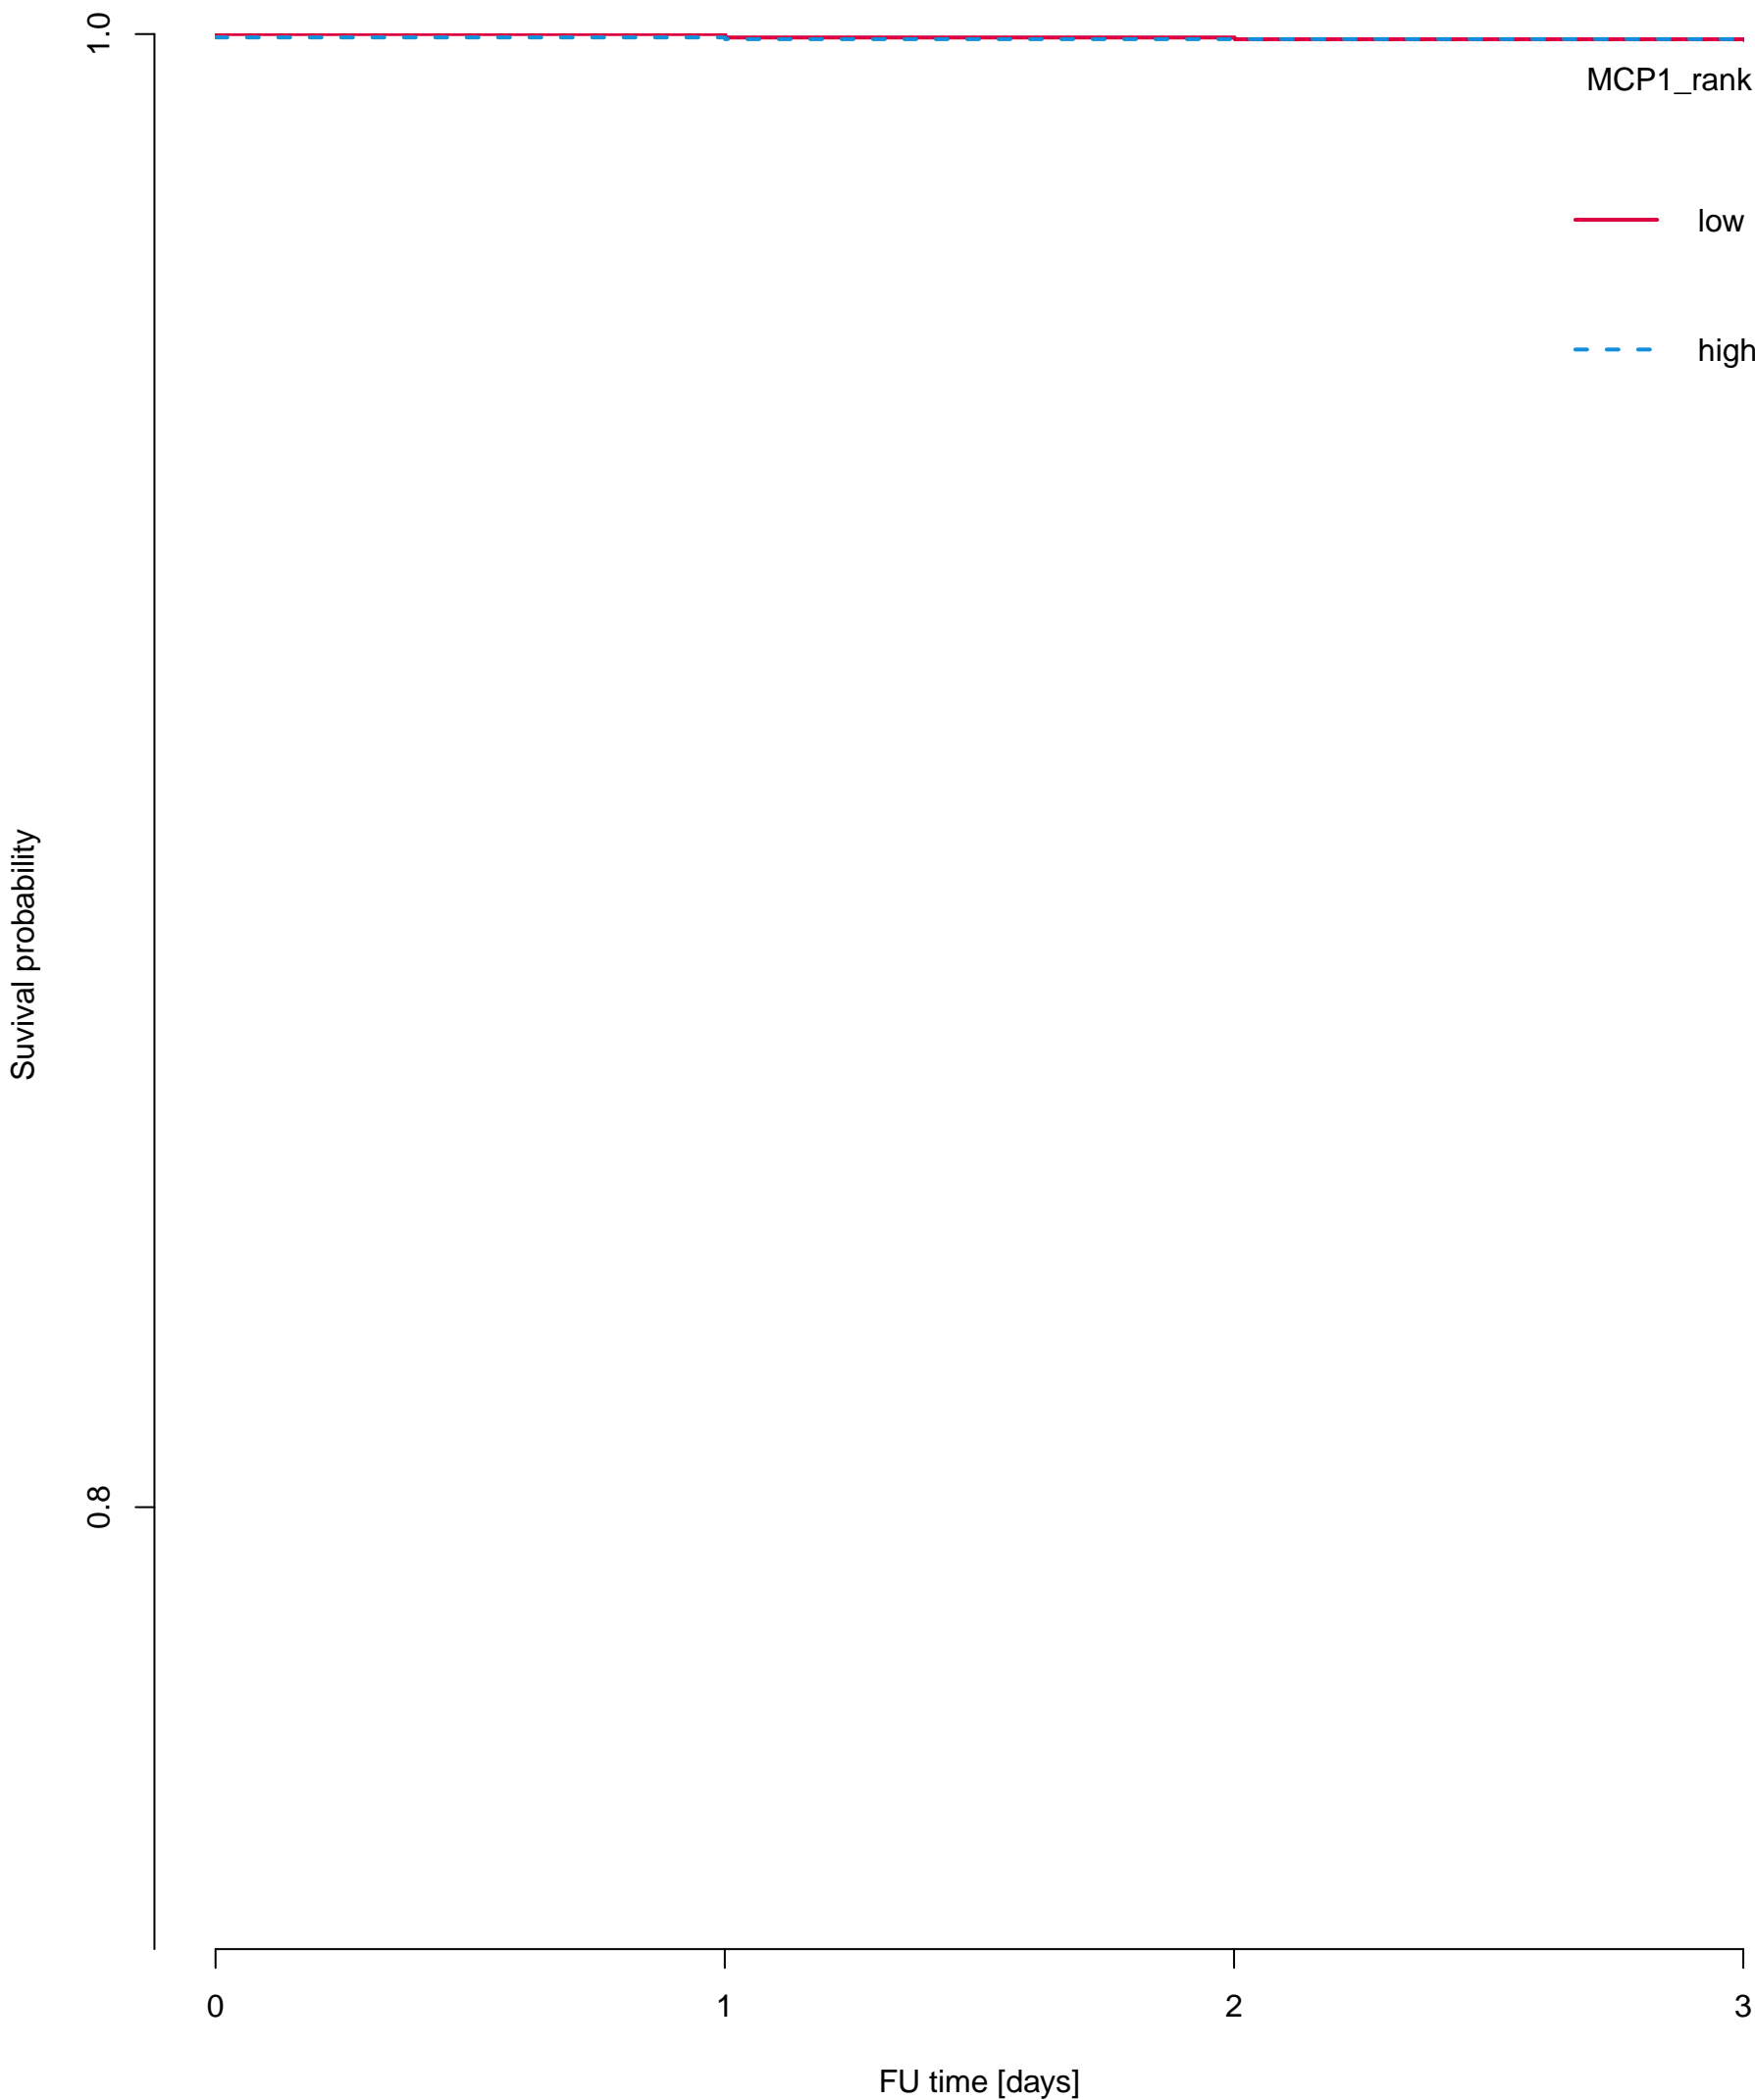 1.0
MCP1_rank
low
high
Suvival probability
0.8
0 1 2 3
FU time [days]